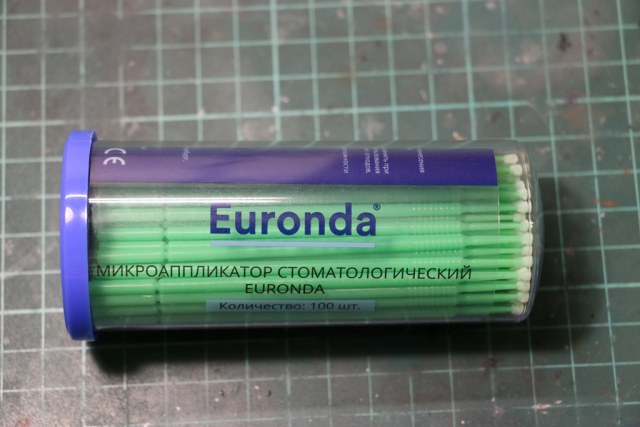 CE
Euronda®
МИКРОАППЛИКАТОР СТОМАТОЛОГИЧЕСКИЙ
EURONDA
Количество: 100 шт.